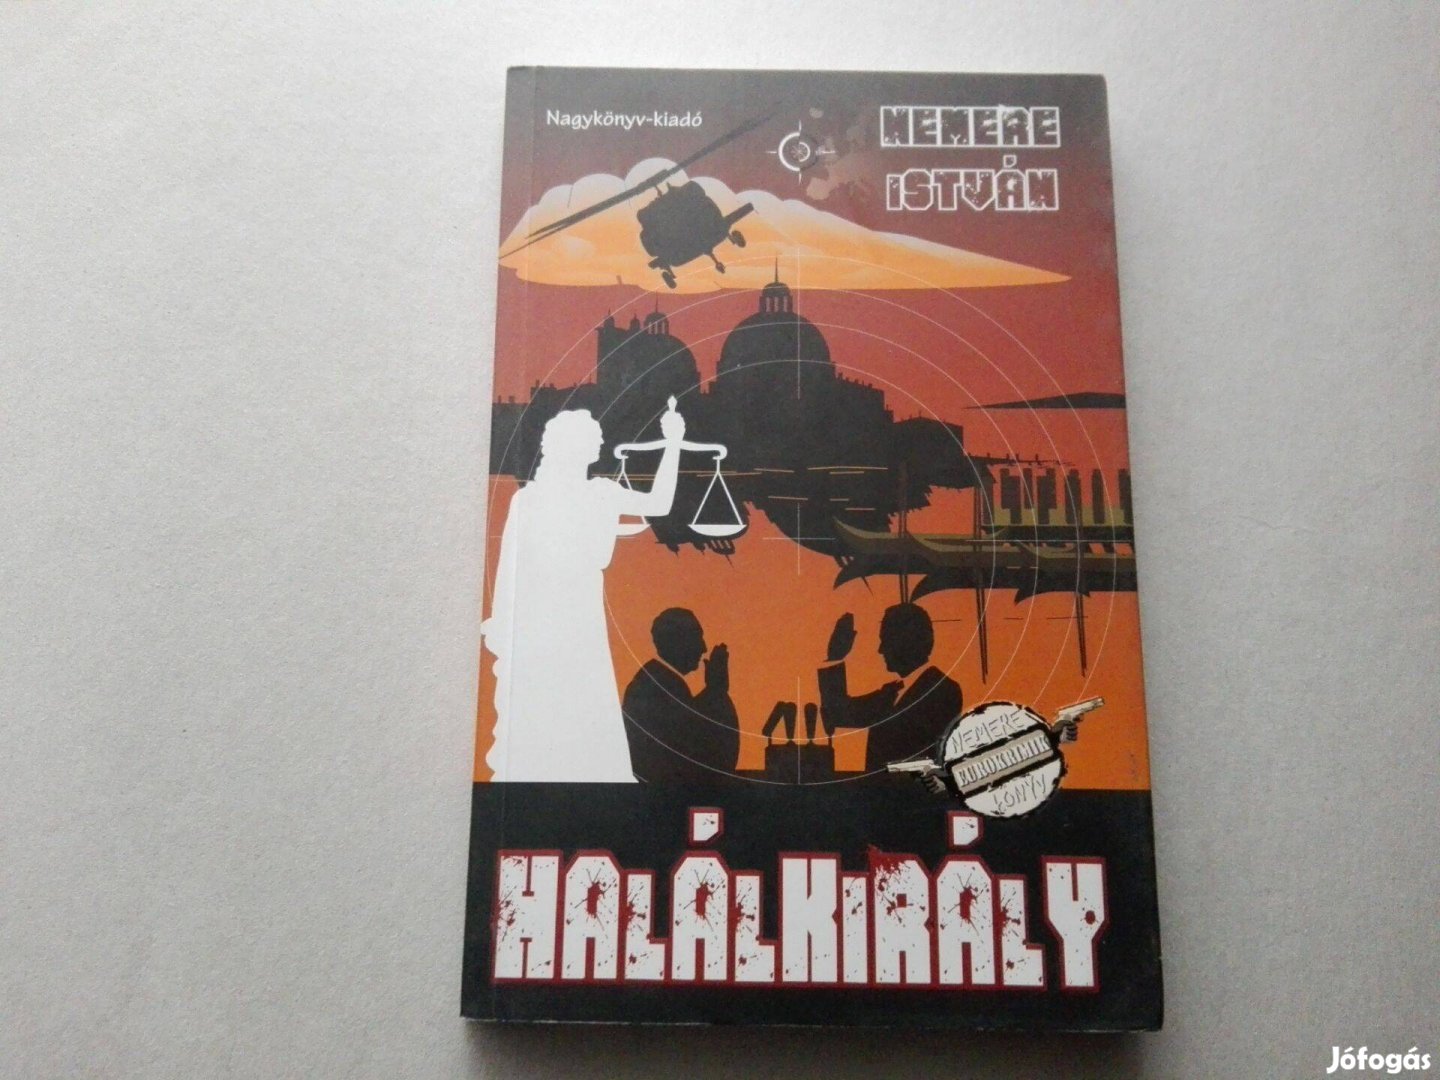 Nagykönyv-kiadó
NEMERE
ISTVÁN
NEMERE
EUROKRIMIK
KÖNYV
HALÁLKIRÁLY
Jófogás